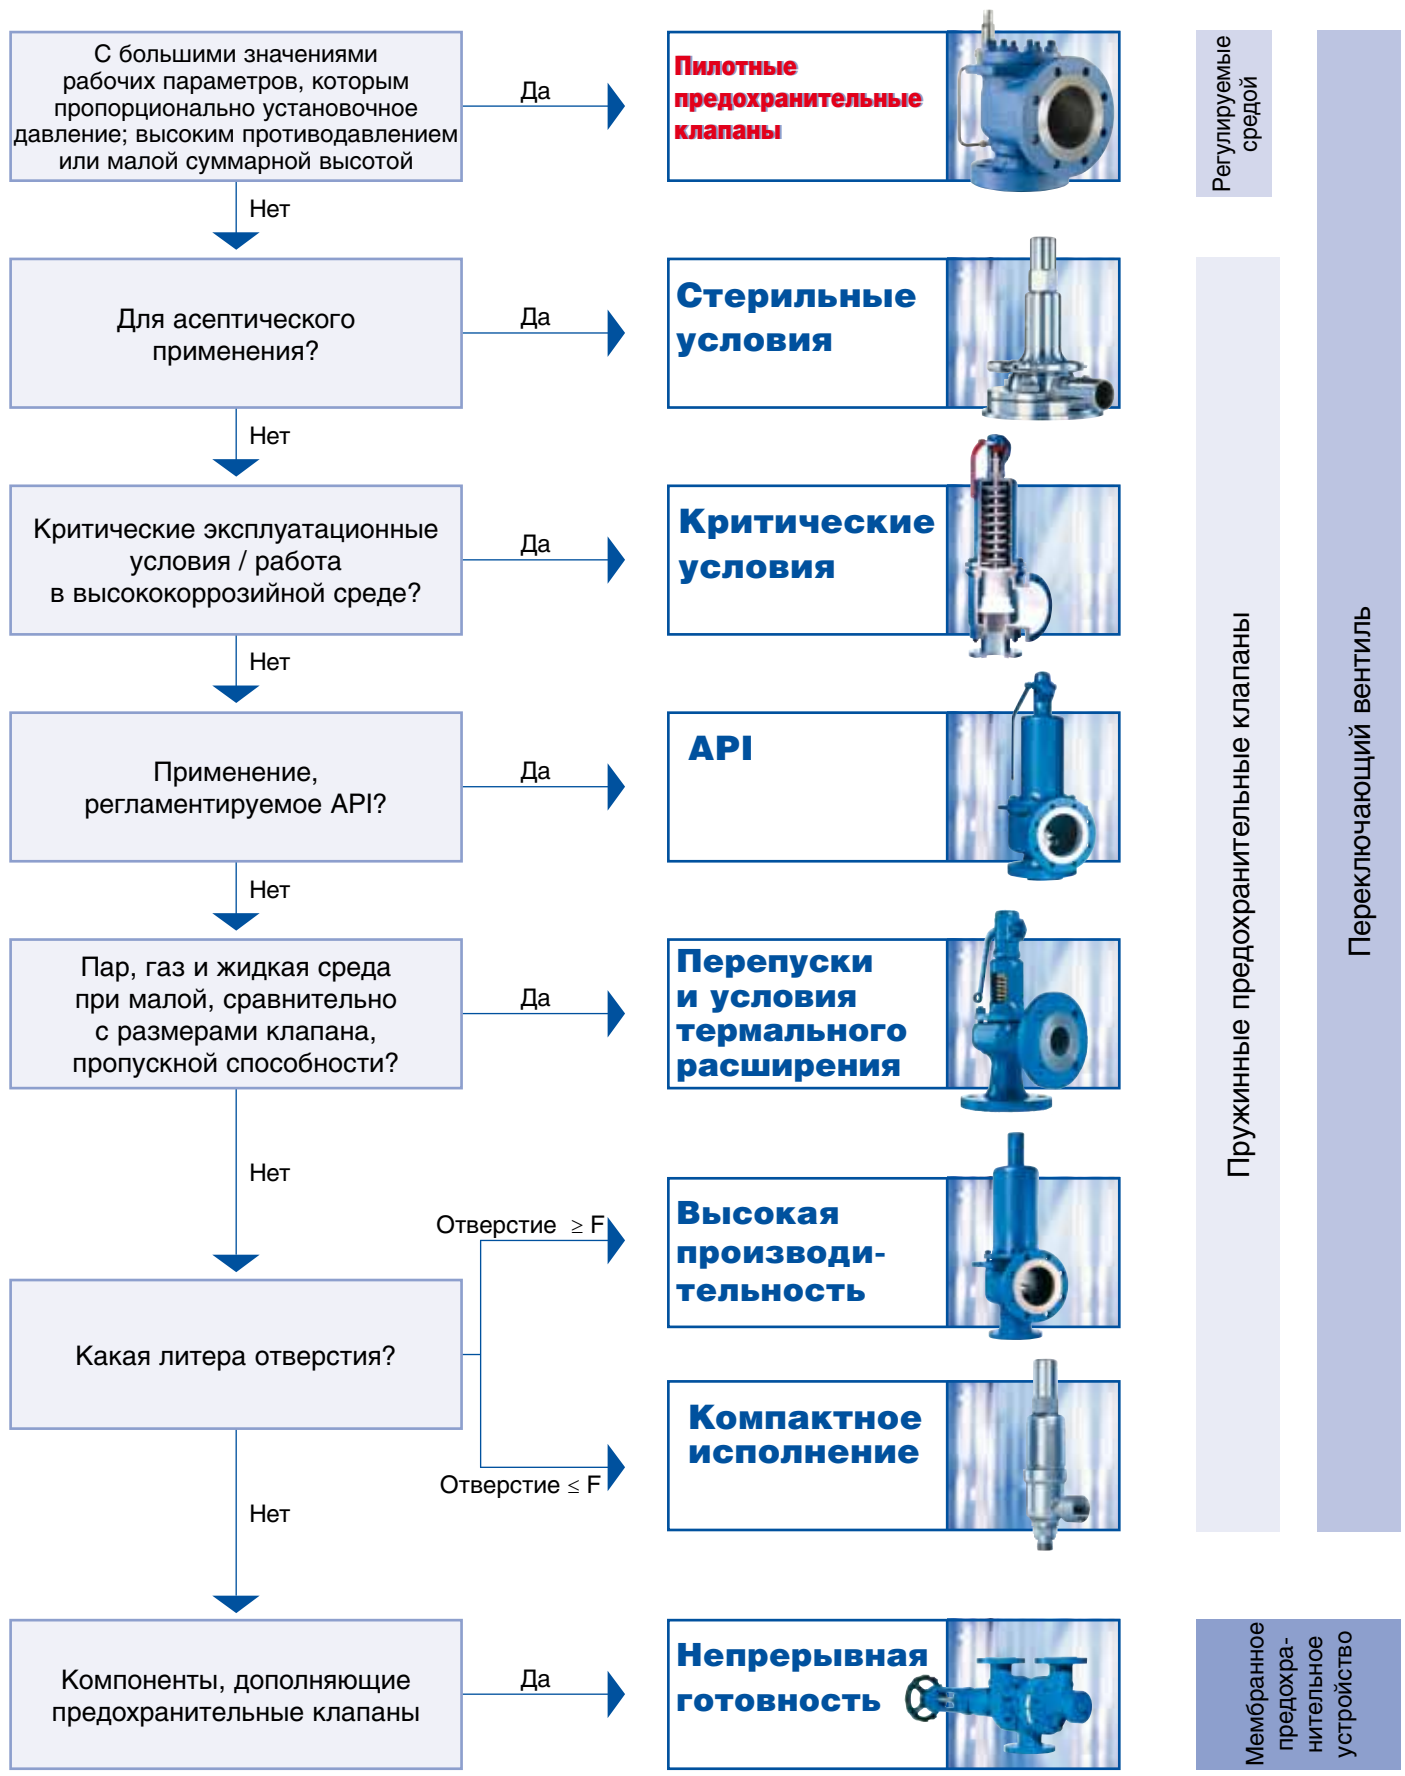 С большими значениями
рабочих параметров, которым
пропорционально установочное
давление; высоким противодавлением
или малой суммарной высотой
Да
Пилотные
предохранительные
клапаны
Регулируемые
средой
Нет
Для асептического
применения?
Да
Стерильные
условия
Нет
Критические эксплуатационные
условия / работа
в высококоррозийной среде?
Да
Критические
условия
Нет
Применение,
регламентируемое API?
Да
API
Нет
Пар, газ и жидкая среда
при малой, сравнительно
с размерами клапана,
пропускной способности?
Да
Перепуски
и условия
термального
расширения
Нет
Отверстие ≥ F
Высокая
производи-
тельность
Какая литера отверстия?
Отверстие ≤ F
Компактное
исполнение
Нет
Пружинные предохранительные клапаны
Переключающий вентиль
Компоненты, дополняющие
предохранительные клапаны
Да
Непрерывная
готовность
Мембранное
предохра-
нительное
устройство